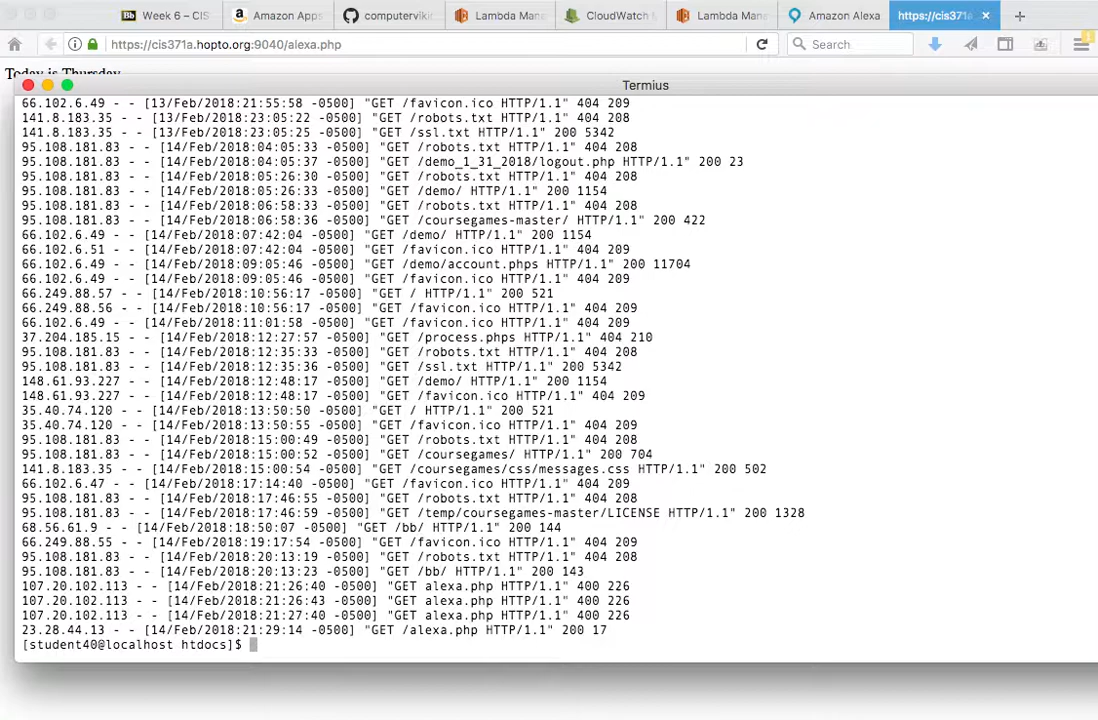 Week 6 – CIS
Amazon Apps
computerviki
Lambda Man
CloudWatch
Lambda Man
Amazon Alexa
https://cis371a
https://cis371a.hopto.org:9040/alexa.php
Search
Today is Thursday
Termius
66.102.6.49 - - [13/Feb/2018:21:55:58 -0500] "GET /favicon.ico HTTP/1.1" 404 209
141.8.183.35 - - [13/Feb/2018:23:05:22 -0500] "GET /robots.txt HTTP/1.1" 404 208
141.8.183.35 - - [13/Feb/2018:23:05:25 -0500] "GET /ssl.txt HTTP/1.1" 200 5342
95.108.181.83 - - [14/Feb/2018:04:05:33 -0500] "GET /robots.txt HTTP/1.1" 404 208
95.108.181.83 - - [14/Feb/2018:04:05:37 -0500] "GET /demo_1_31_2018/logout.php HTTP/1.1" 200 23
95.108.181.83 - - [14/Feb/2018:05:26:30 -0500] "GET /robots.txt HTTP/1.1" 404 208
95.108.181.83 - - [14/Feb/2018:05:26:33 -0500] "GET /demo/ HTTP/1.1" 200 1154
95.108.181.83 - - [14/Feb/2018:06:58:33 -0500] "GET /robots.txt HTTP/1.1" 404 208
95.108.181.83 - - [14/Feb/2018:06:58:36 -0500] "GET /coursegames-master/ HTTP/1.1" 200 422
66.102.6.49 - - [14/Feb/2018:07:42:04 -0500] "GET /demo/ HTTP/1.1" 200 1154
66.102.6.51 - - [14/Feb/2018:07:42:04 -0500] "GET /favicon.ico HTTP/1.1" 404 209
66.102.6.49 - - [14/Feb/2018:09:05:46 -0500] "GET /demo/account.phps HTTP/1.1" 200 11704
66.102.6.49 - - [14/Feb/2018:09:05:46 -0500] "GET /favicon.ico HTTP/1.1" 404 209
66.249.88.57 - - [14/Feb/2018:10:56:17 -0500] "GET / HTTP/1.1" 200 521
66.249.88.56 - - [14/Feb/2018:10:56:17 -0500] "GET /favicon.ico HTTP/1.1" 404 209
66.102.6.49 - - [14/Feb/2018:11:01:58 -0500] "GET /favicon.ico HTTP/1.1" 404 209
37.204.185.15 - - [14/Feb/2018:12:27:57 -0500] "GET /process.phps HTTP/1.1" 404 210
95.108.181.83 - - [14/Feb/2018:12:35:33 -0500] "GET /robots.txt HTTP/1.1" 404 208
95.108.181.83 - - [14/Feb/2018:12:35:36 -0500] "GET /ssl.txt HTTP/1.1" 200 5342
148.61.93.227 - - [14/Feb/2018:12:48:17 -0500] "GET /demo/ HTTP/1.1" 200 1154
148.61.93.227 - - [14/Feb/2018:12:48:17 -0500] "GET /favicon.ico HTTP/1.1" 404 209
35.40.74.120 - - [14/Feb/2018:13:50:50 -0500] "GET / HTTP/1.1" 200 521
35.40.74.120 - - [14/Feb/2018:13:50:55 -0500] "GET /favicon.ico HTTP/1.1" 404 209
95.108.181.83 - - [14/Feb/2018:15:00:49 -0500] "GET /robots.txt HTTP/1.1" 404 208
95.108.181.83 - - [14/Feb/2018:15:00:52 -0500] "GET /coursegames/ HTTP/1.1" 200 704
141.8.183.35 - - [14/Feb/2018:15:00:54 -0500] "GET /coursegames/css/messages.css HTTP/1.1" 200 502
66.102.6.47 - - [14/Feb/2018:17:14:40 -0500] "GET /favicon.ico HTTP/1.1" 404 209
95.108.181.83 - - [14/Feb/2018:17:46:55 -0500] "GET /robots.txt HTTP/1.1" 404 208
95.108.181.83 - - [14/Feb/2018:17:46:59 -0500] "GET /temp/coursegames-master/LICENSE HTTP/1.1" 200 1328
68.56.61.9 - - [14/Feb/2018:18:50:07 -0500] "GET /bb/ HTTP/1.1" 200 144
66.249.88.55 - - [14/Feb/2018:19:17:54 -0500] "GET /favicon.ico HTTP/1.1" 404 209
95.108.181.83 - - [14/Feb/2018:20:13:19 -0500] "GET /robots.txt HTTP/1.1" 404 208
95.108.181.83 - - [14/Feb/2018:20:13:23 -0500] "GET /bb/ HTTP/1.1" 200 143
107.20.102.113 - - [14/Feb/2018:21:26:40 -0500] "GET alexa.php HTTP/1.1" 400 226
107.20.102.113 - - [14/Feb/2018:21:26:43 -0500] "GET alexa.php HTTP/1.1" 400 226
107.20.102.113 - - [14/Feb/2018:21:27:40 -0500] "GET alexa.php HTTP/1.1" 400 226
23.28.44.13 - - [14/Feb/2018:21:29:14 -0500] "GET /alexa.php HTTP/1.1" 200 17
[student40@localhost htdocs]$